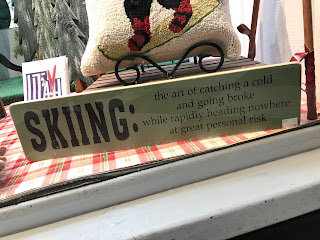 SKIING:
the art of catching a cold
and going broke
while rapidly heading nowhere
at great personal risk